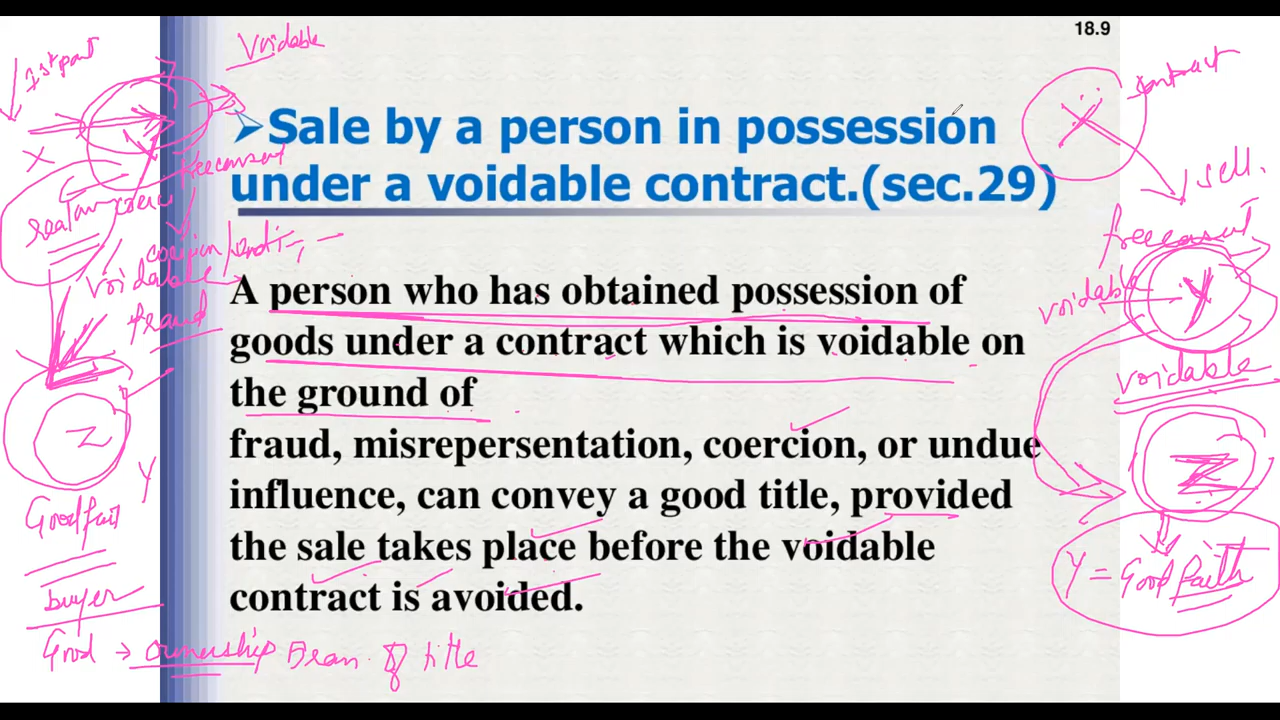 18.9
Voidable
1st part
contract
➢Sale by a person in possession
under a voidable contract.(sec.29)
X
Y
X
sell.
freeconsent
freeconsent
voidable
voidable
Y
fraud
voidable
A person who has obtained possession of
goods under a contract which is voidable on
the ground of
fraud, misrepersentation, coercion, or undue
influence, can convey a good title, provided
the sale takes place before the voidable
contract is avoided.
Z
Y
Z
Good fait
Y = Good faith
buyer
Good → ownership Tran. of title